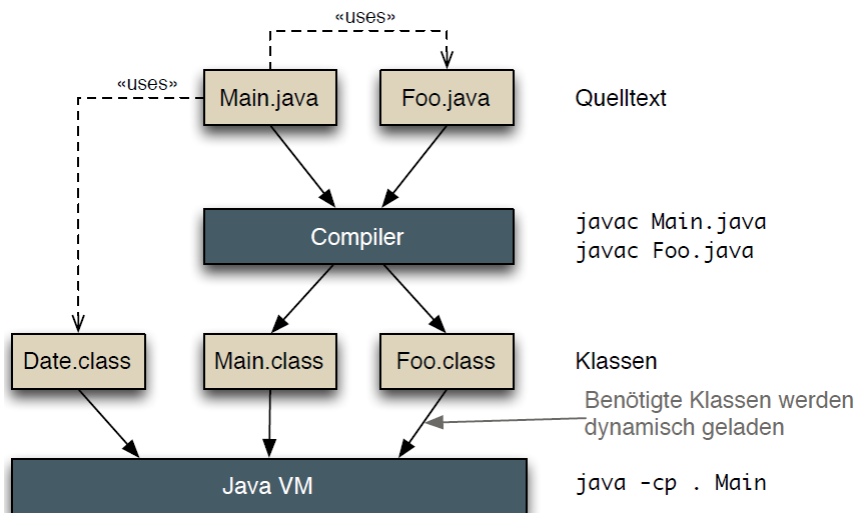 «uses»
«uses»
Main.java
Foo.java
Quelltext
Compiler
javac Main.java
javac Foo.java
Date.class
Main.class
Foo.class
Klassen
Benötigte Klassen werden
dynamisch geladen
Java VM
java -cp . Main